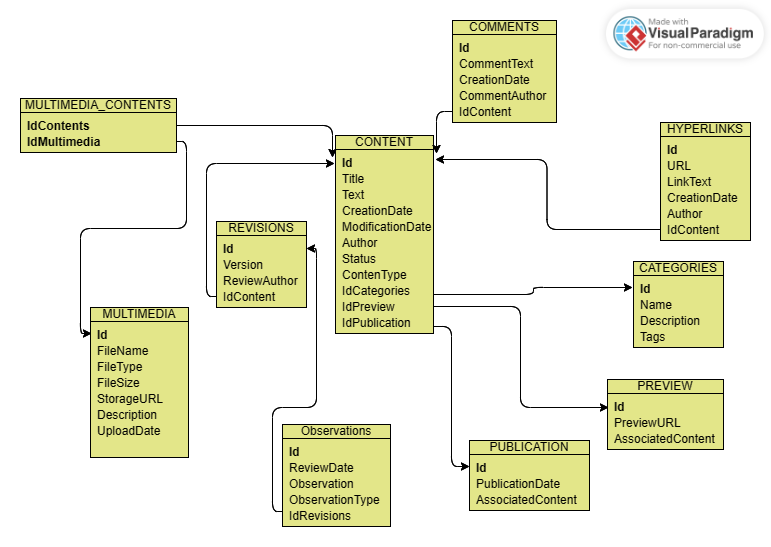 Made with
VisualParadigm
For non-commercial use
COMMENTS
Id
CommentText
CreationDate
CommentAuthor
IdContent
MULTIMEDIA_CONTENTS
IdContents
IdMultimedia
CONTENT
Id
Title
Text
CreationDate
ModificationDate
Author
Status
ContenType
IdCategories
IdPreview
IdPublication
HYPERLINKS
Id
URL
LinkText
CreationDate
Author
IdContent
REVISIONS
Id
Version
ReviewAuthor
IdContent
CATEGORIES
Id
Name
Description
Tags
MULTIMEDIA
Id
FileName
FileType
FileSize
StorageURL
Description
UploadDate
PREVIEW
Id
PreviewURL
AssociatedContent
Observations
Id
ReviewDate
Observation
ObservationType
IdRevisions
PUBLICATION
Id
PublicationDate
AssociatedContent